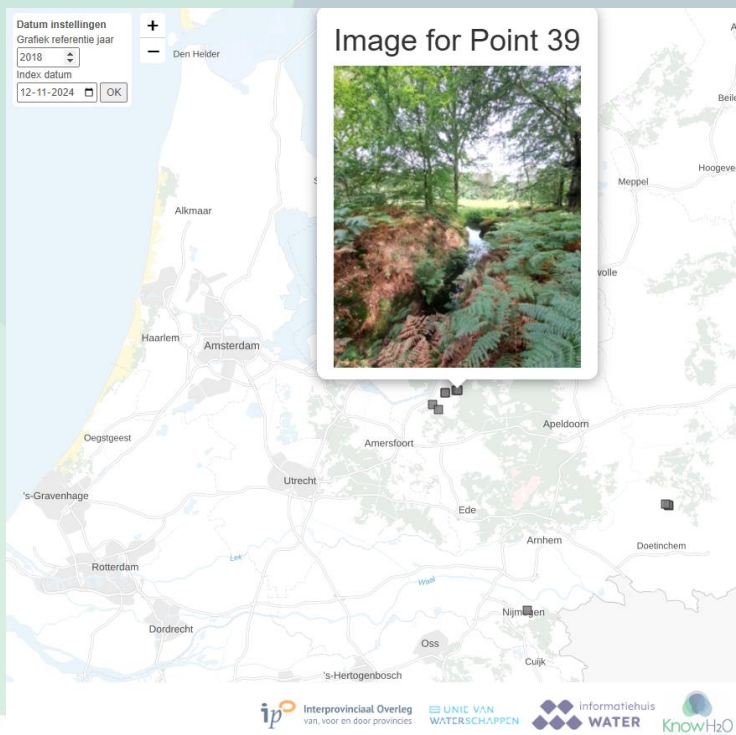 Datum instellingen
Grafiek referentie jaar
2018
Index datum
12-11-2024 OK
+
−
Image for Point 39
Den Helder
Meppel
Alkmaar
Haarlem
Amsterdam
Apeldoorn
Oegstgeest
Amersfoort
Utrecht
's-Gravenhage
Ede
Arnhem
Doetinchem
Lek
Rotterdam
Waal
Nijmegen
Dordrecht
Oss
Cuijk
's-Hertogenbosch
ip Interprovinciaal Overleg
van, voor en door provincies
UNIE VAN
WATERSCHAPPEN
informatiehuis
WATER
KnowH2O